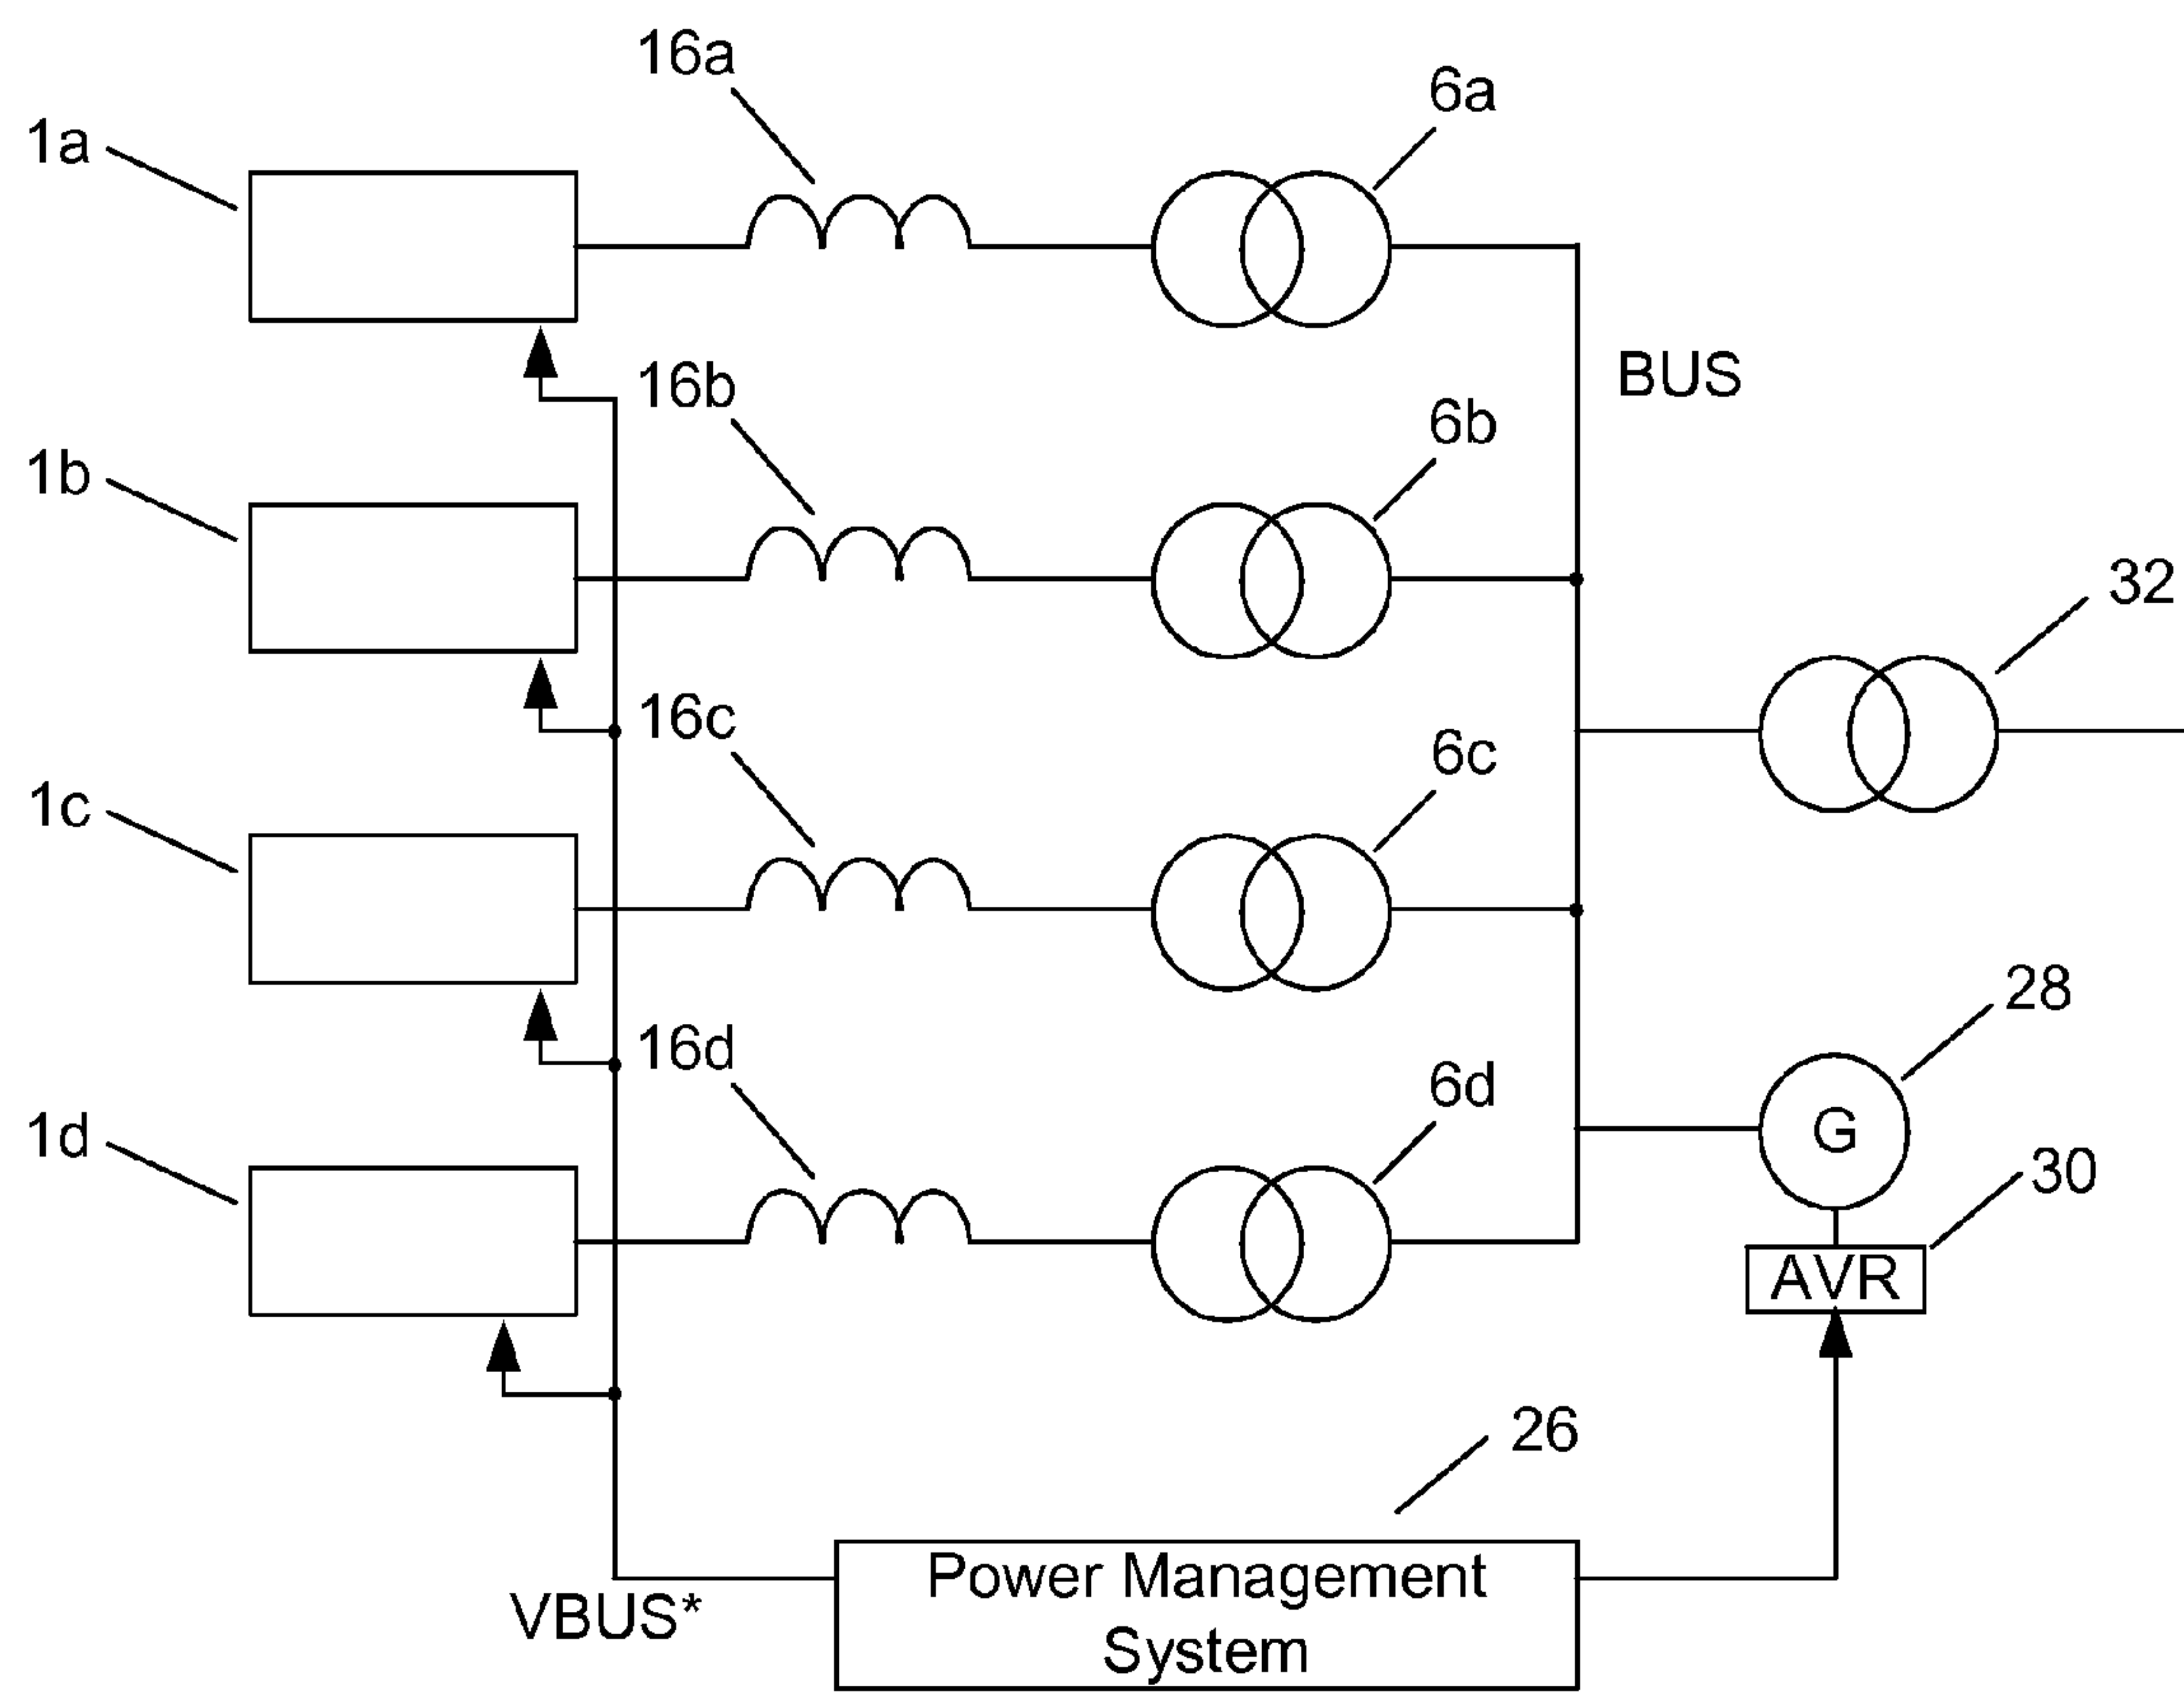 16a
6a
1a
BUS
16b
6b
1b
32
16c
6c
1c
28
16d
6d
1d
G
30
AVR
26
Power Management
System
VBUS*